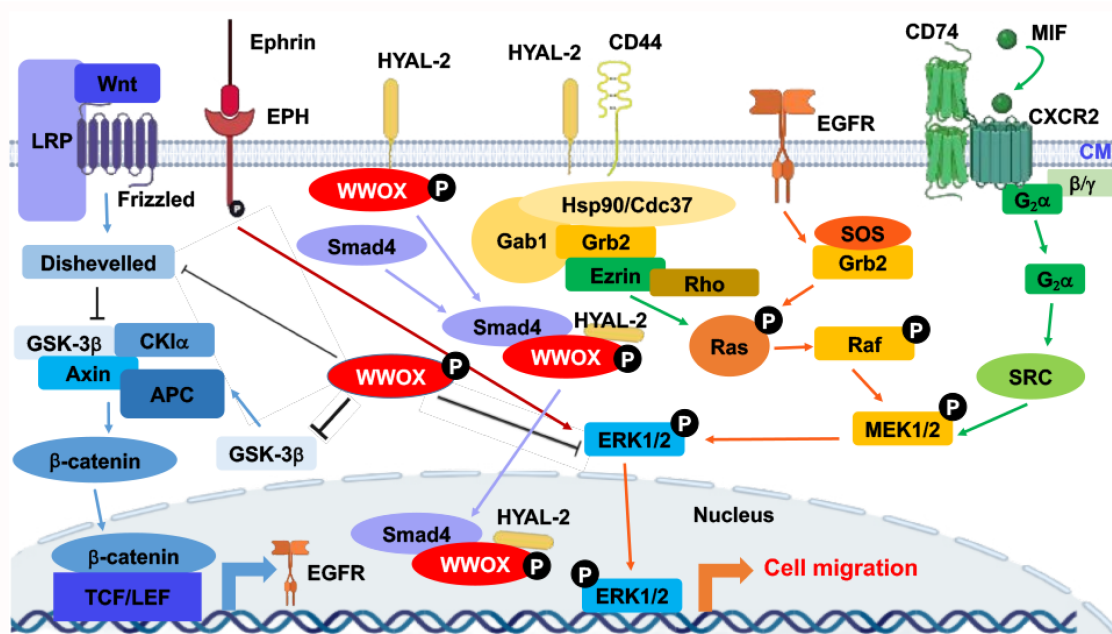 Ephrin
HYAL-2
HYAL-2
CD44
CD74
MIF
Wnt
LRP
EPH
EGFR
CXCR2
CM
Frizzled
P
WWOX
P
β/γ
G₂α
Hsp90/Cdc37
Gab1
Grb2
SOS
Grb2
Smad4
Dishevelled
Ezrin
Rho
G₂α
Smad4
HYAL-2
WWOX
P
Ras
P
Raf
P
GSK-3β
CKIα
Axin
APC
WWOX
P
SRC
ERK1/2
P
MEK1/2
P
GSK-3β
β-catenin
Nucleus
Smad4
HYAL-2
WWOX
P
β-catenin
TCF/LEF
EGFR
P
ERK1/2
Cell migration